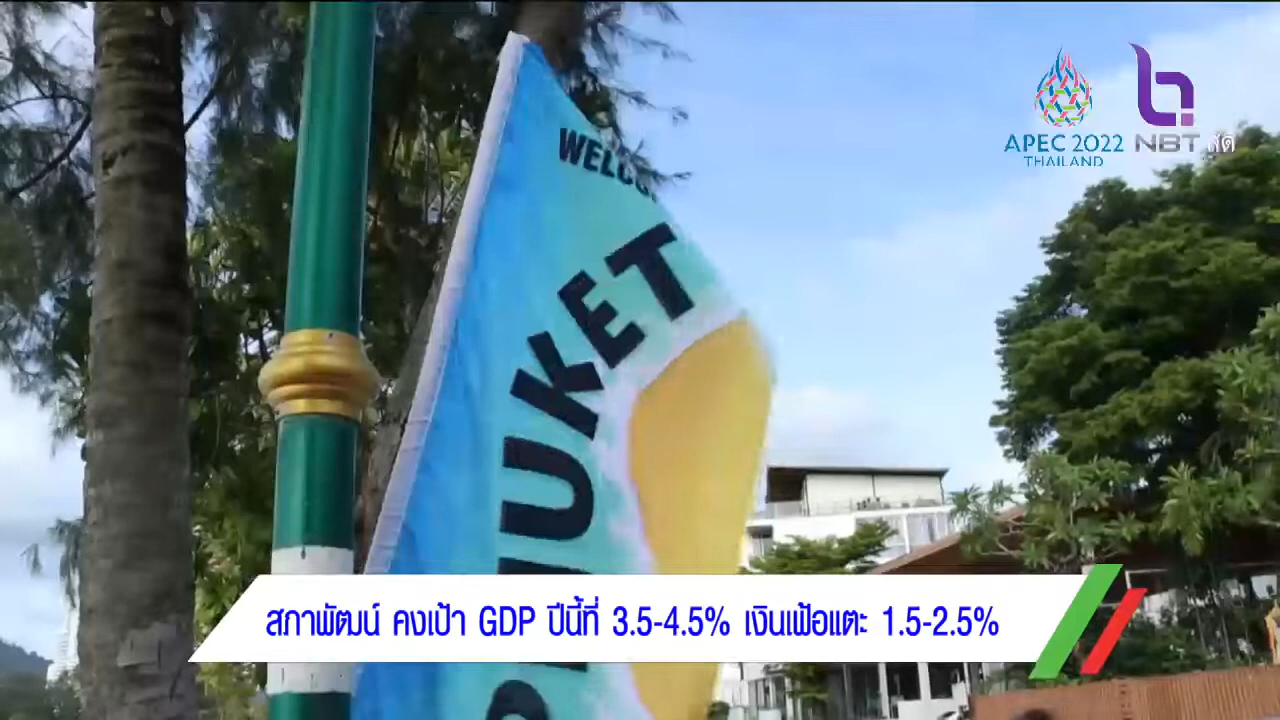 WELCO
PHUKET
APEC 2022
THAILAND
NBT
สภาพัฒน์ คงเป้า GDP ปีนี้ที่ 3.5-4.5% เงินเฟ้อแตะ 1.5-2.5%